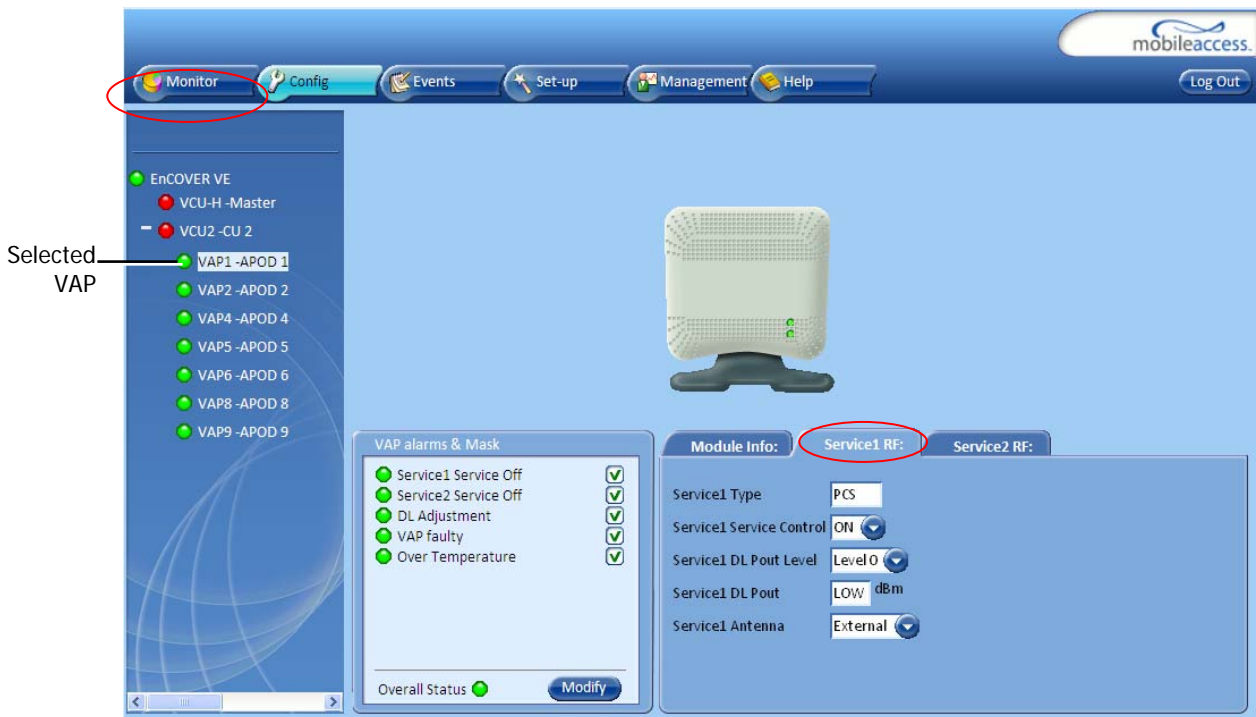 mobileaccess.
Monitor
Config
Events
Set-up
Management
Help
Log Out
EnCOVER VE
VCU-H -Master
VCU2 -CU 2
Selected VAP
VAP1 -APOD 1
VAP2 -APOD 2
VAP4 -APOD 4
VAP5 -APOD 5
VAP6 -APOD 6
VAP8 -APOD 8
VAP9 -APOD 9
VAP alarms & Mask
Service1 Service Off
Service2 Service Off
DL Adjustment
VAP faulty
Over Temperature
Overall Status
Modify
Module Info:
Service1 RF:
Service2 RF:
Service1 Type PCS
Service1 Service Control ON
Service1 DL Pout Level Level 0
Service1 DL Pout LOW dBm
Service1 Antenna External